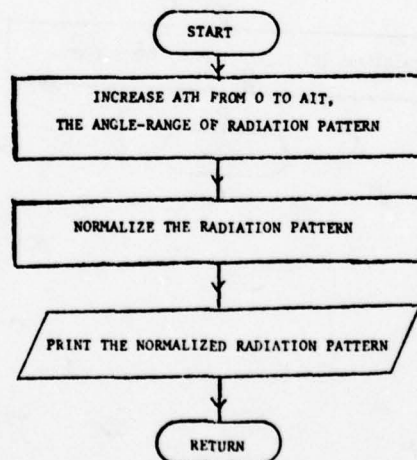 START
INCREASE ATH FROM 0 TO AIT,
THE ANGLE-RANGE OF RADIATION PATTERN
NORMALIZE THE RADIATION PATTERN
PRINT THE NORMALIZED RADIATION PATTERN
RETURN